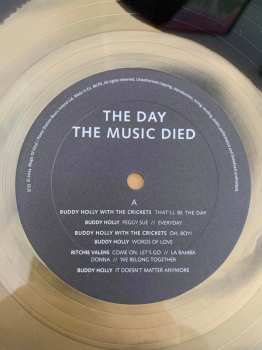 THE DAY
THE MUSIC DIED
A
BUDDY HOLLY WITH THE CRICKETS THAT'LL BE THE DAY
BUDDY HOLLY PEGGY SUE // EVERYDAY
BUDDY HOLLY WITH THE CRICKETS OH, BOY!
BUDDY HOLLY WORDS OF LOVE
RITCHIE VALENS COME ON, LET'S GO // LA BAMBA
DONNA // WE BELONG TOGETHER
BUDDY HOLLY IT DOESN'T MATTER ANYMORE